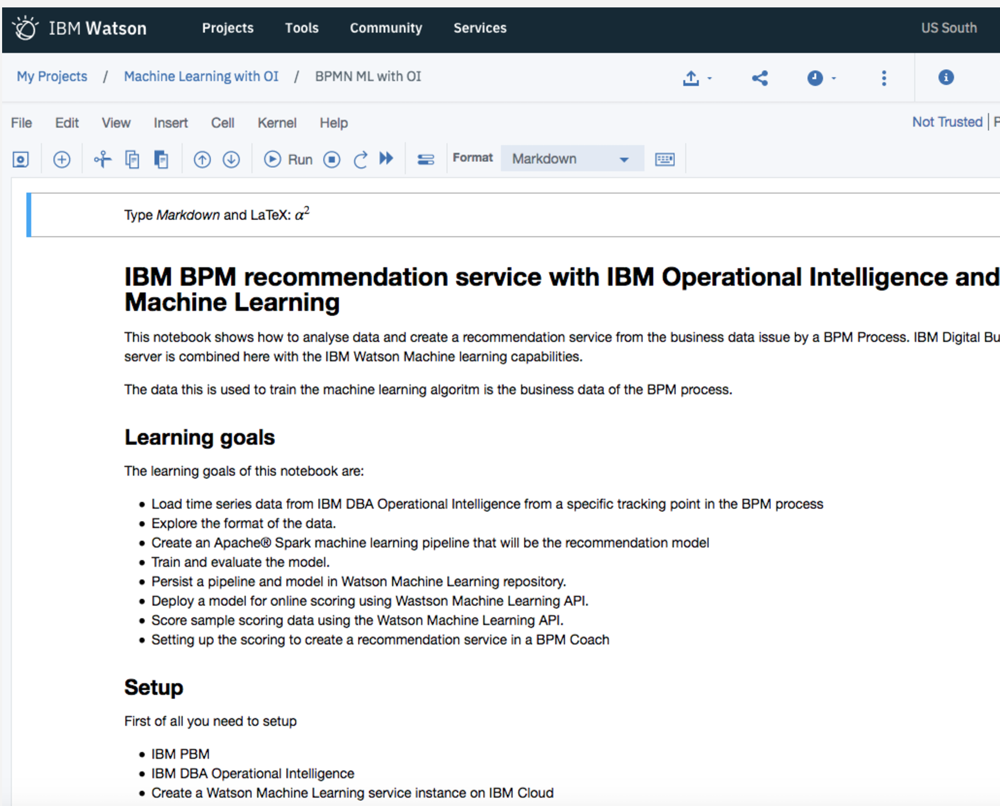 IBM Watson Projects Tools Community Services US South
My Projects / Machine Learning with OI / BPMN ML with OI
File Edit View Insert Cell Kernel Help Not Trusted
Run Format Markdown
Type Markdown and LaTeX: α²
IBM BPM recommendation service with IBM Operational Intelligence and
Machine Learning
This notebook shows how to analyse data and create a recommendation service from the business data issue by a BPM Process. IBM Digital Bu
server is combined here with the IBM Watson Machine learning capabilities.
The data this is used to train the machine learning algoritm is the business data of the BPM process.
Learning goals
The learning goals of this notebook are:
• Load time series data from IBM DBA Operational Intelligence from a specific tracking point in the BPM process
• Explore the format of the data.
• Create an Apache® Spark machine learning pipeline that will be the recommendation model
• Train and evaluate the model.
• Persist a pipeline and model in Watson Machine Learning repository.
• Deploy a model for online scoring using Wastson Machine Learning API.
• Score sample scoring data using the Watson Machine Learning API.
• Setting up the scoring to create a recommendation service in a BPM Coach
Setup
First of all you need to setup
• IBM PBM
• IBM DBA Operational Intelligence
• Create a Watson Machine Learning service instance on IBM Cloud